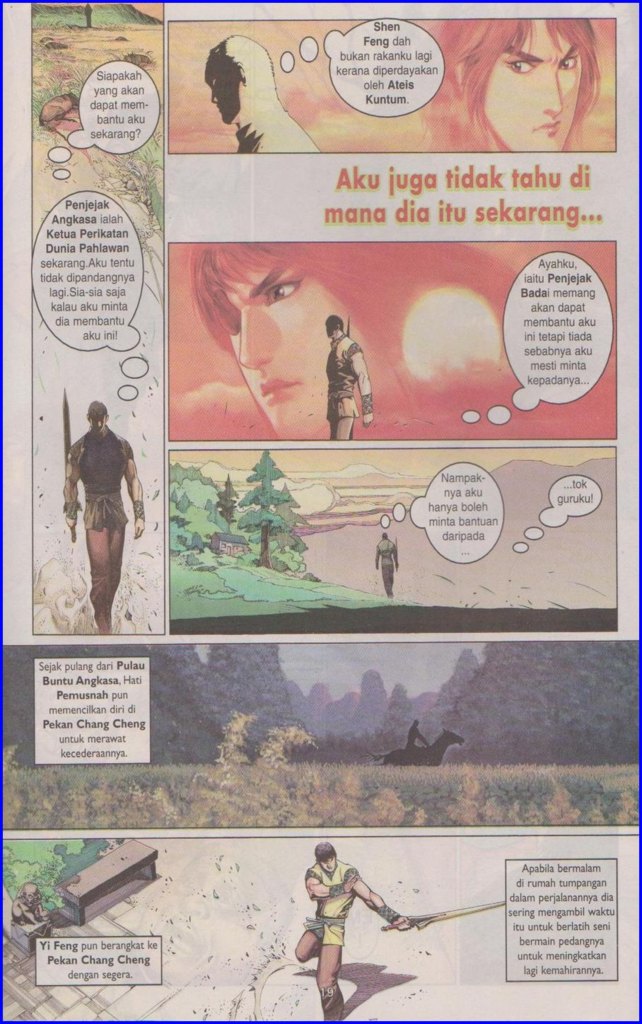 Siapakah
yang akan
dapat mem-
bantu aku
sekarang?
Penjejak
Angkasa ialah
Ketua Perikatan
Dunia Pahlawan
sekarang.Aku tentu
tidak dipandangnya
lagi.Sia-sia saja
kalau aku minta
dia membantu
aku ini!
Shen
Feng dah
bukan rakanku lagi
kerana diperdayakan
oleh Ateis
Kuntum.
Aku juga tidak tahu di
mana dia itu sekarang...
Ayahku,
iaitu Penjejak
Badai memang
akan dapat
membantu aku
ini tetapi tiada
sebabnya aku
mesti minta
kepadanya...
Nampak-
nya aku
hanya boleh
minta bantuan
daripada
...
...tok
guruku!
Sejak pulang dari Pulau
Buntu Angkasa, Hati
Pemusnah pun
memencilkan diri di
Pekan Chang Cheng
untuk merawat
kecederaannya.
Yi Feng pun berangkat ke
Pekan Chang Cheng
dengan segera.
Apabila bermalam
di rumah tumpangan
dalam perjalanannya dia
sering mengambil waktu
itu untuk berlatih seni
bermain pedangnya
untuk meningkatkan
lagi kemahirannya.
19